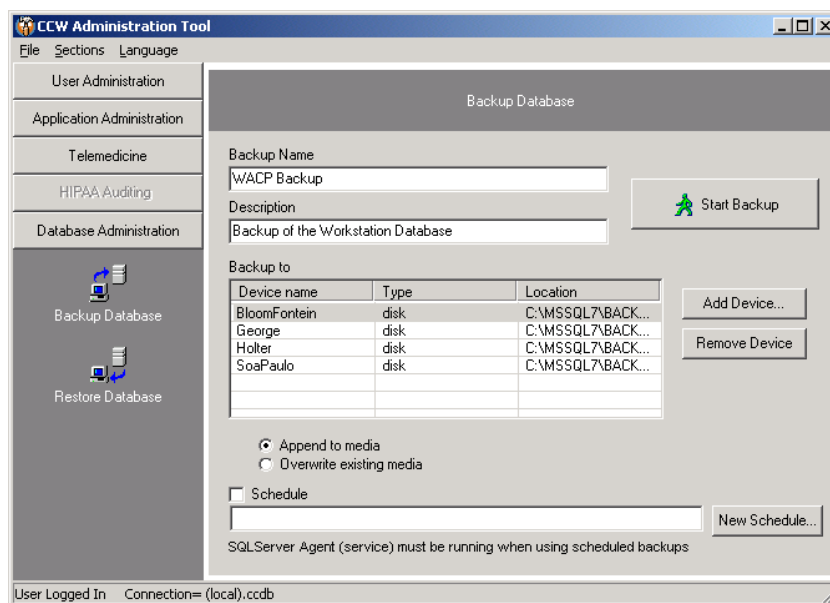 CCW Administration Tool
File Sections Language
User Administration
Application Administration
Telemedicine
HIPAA Auditing
Database Administration
Backup Database
Restore Database
Backup Database
Backup Name
WACP Backup
Start Backup
Description
Backup of the Workstation Database
Backup to
Device name Type Location
BloomFontein disk C:\MSSQL7\BACK...
George disk C:\MSSQL7\BACK...
Holter disk C:\MSSQL7\BACK...
SoaPaulo disk C:\MSSQL7\BACK...
Add Device...
Remove Device
Append to media
Overwrite existing media
Schedule
New Schedule...
SQLServer Agent (service) must be running when using scheduled backups
User Logged In Connection= (local).ccdb